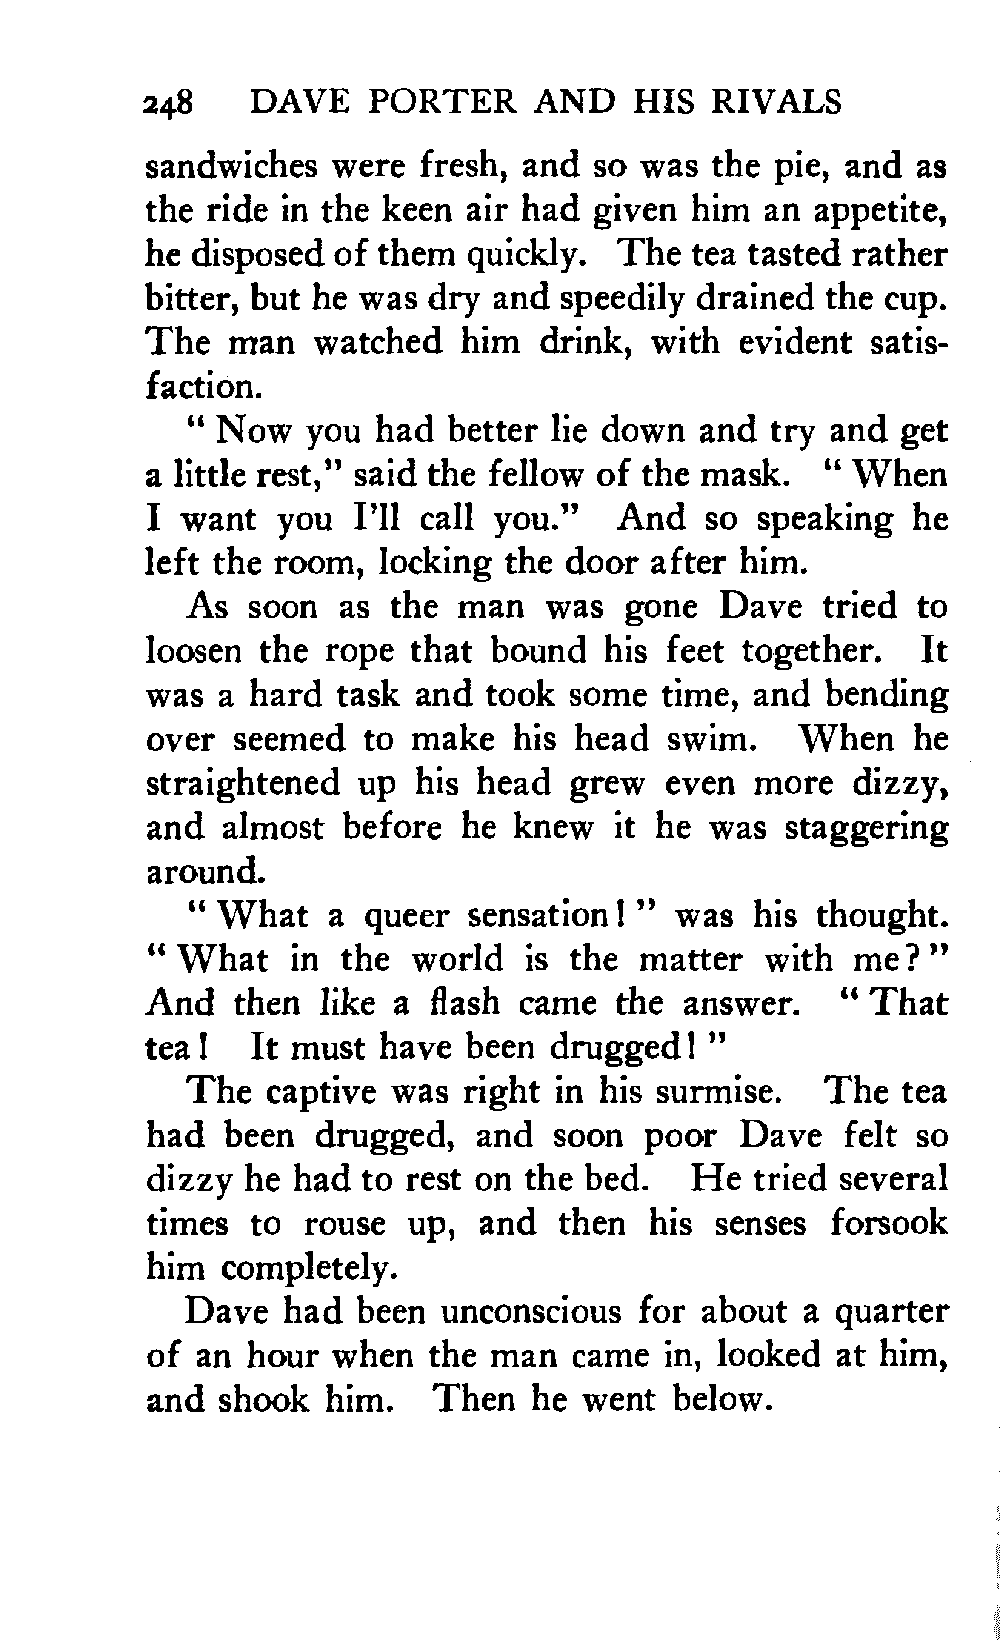 248 DAVE PORTER AND HIS RIVALS
sandwiches were fresh, and so was the pie, and as
the ride in the keen air had given him an appetite,
he disposed of them quickly. The tea tasted rather
bitter, but he was dry and speedily drained the cup.
The man watched him drink, with evident satis-
faction.
“ Now you had better lie down and try and get
a little rest,” said the fellow of the mask. “ When
I want you I’ll call you.” And so speaking he
left the room, locking the door after him.
As soon as the man was gone Dave tried to
loosen the rope that bound his feet together. It
was a hard task and took some time, and bending
over seemed to make his head swim. When he
straightened up his head grew even more dizzy,
and almost before he knew it he was staggering
around.
“ What a queer sensation! ” was his thought.
“ What in the world is the matter with me? ”
And then like a flash came the answer. “ That
tea! It must have been drugged! ”
The captive was right in his surmise. The tea
had been drugged, and soon poor Dave felt so
dizzy he had to rest on the bed. He tried several
times to rouse up, and then his senses forsook
him completely.
Dave had been unconscious for about a quarter
of an hour when the man came in, looked at him,
and shook him. Then he went below.